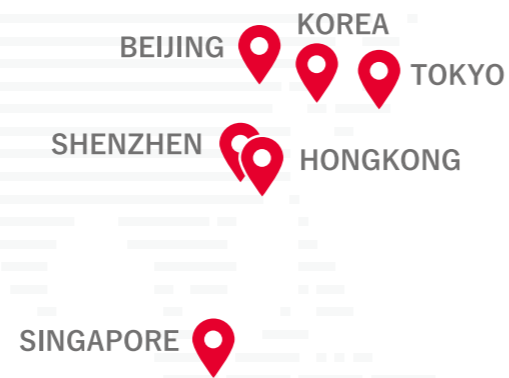 KOREA
BEIJING
TOKYO
SHENZHEN
HONGKONG
SINGAPORE